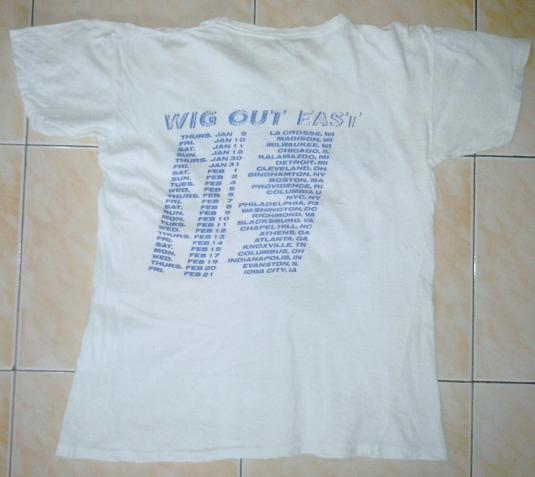 WIG OUT EAST
THURS. JAN 9 LA CROSSE, WI
FRI. JAN 10 MADISON, WI
SAT. JAN 11 MILWAUKEE, WI
SUN. JAN 12 CHICAGO, IL
THURS. JAN 30 KALAMAZOO, MI
FRI. JAN 31 DETROIT, MI
SAT. FEB 1 CLEVELAND, OH
SUN. FEB 2 BINGHAMTON, NY
TUES. FEB 4 BOSTON, MA
WED. FEB 5 PROVIDENCE, RI
THURS. FEB 6 COLUMBIA U
FRI. FEB 7 NYC, NY
SAT. FEB 8 PHILADELPHIA, PA
SUN. FEB 9 WASHINGTON, DC
MON. FEB 10 RICHMOND, VA
TUES. FEB 11 BLACKSBURG, VA
WED. FEB 12 CHAPEL HILL, NC
THURS. FEB 13 ATHENS, GA
FRI. FEB 14 ATLANTA, GA
SAT. FEB 15 KNOXVILLE, TN
MON. FEB 17 COLUMBUS, OH
WED. FEB 19 INDIANAPOLIS, IN
THURS. FEB 20 EVANSTON, IL
FRI. FEB 21 IOWA CITY, IA